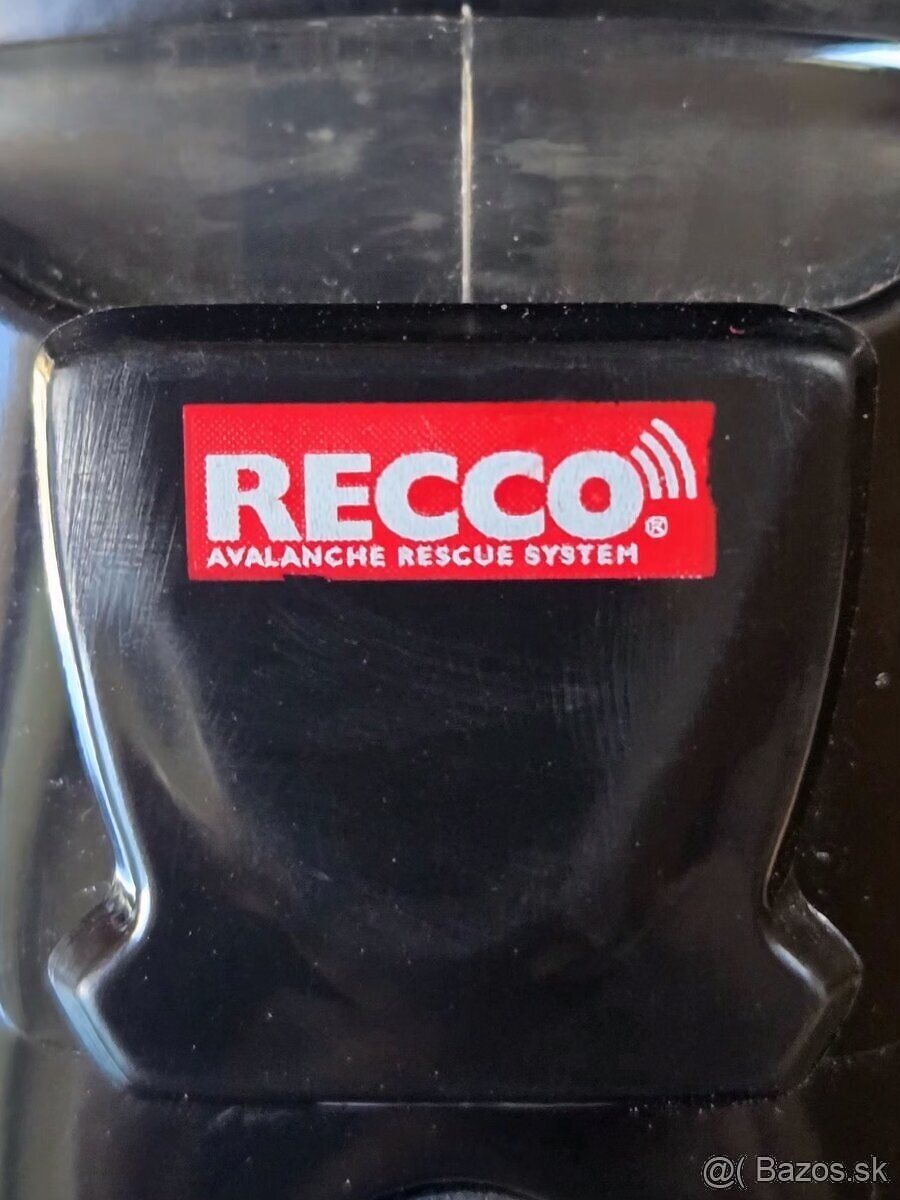 RECCO®
AVALANCHE RESCUE SYSTEM
@( Bazos.sk